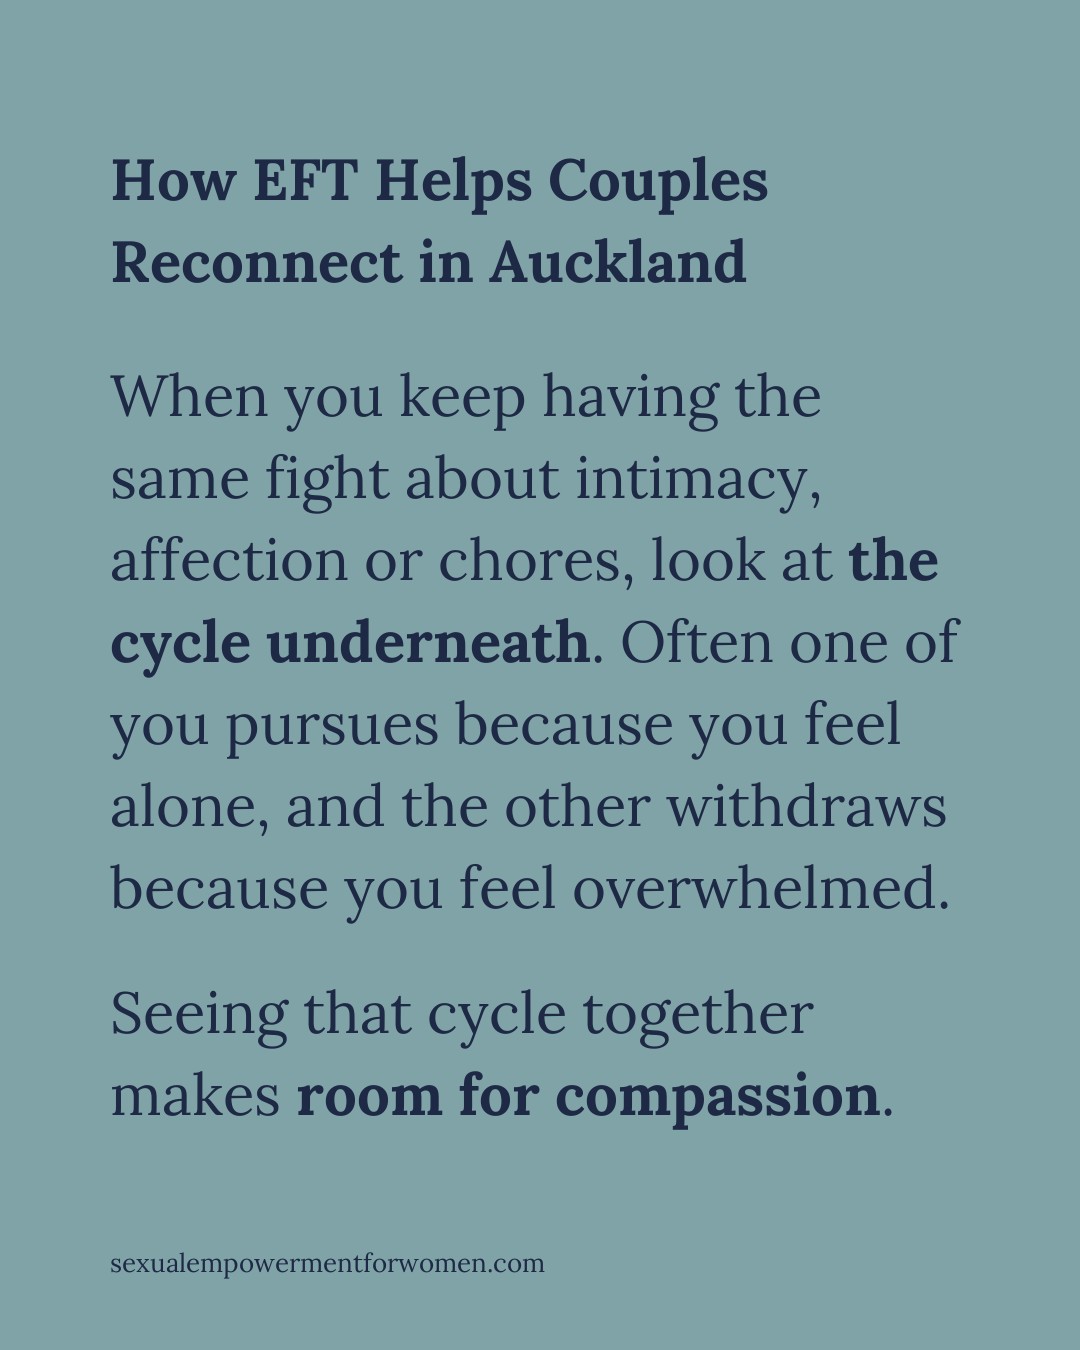 How EFT Helps Couples
Reconnect in Auckland
When you keep having the
same fight about intimacy,
affection or chores, look at the
cycle underneath. Often one of
you pursues because you feel
alone, and the other withdraws
because you feel overwhelmed.
Seeing that cycle together
makes room for compassion.
sexualempowermentforwomen.com